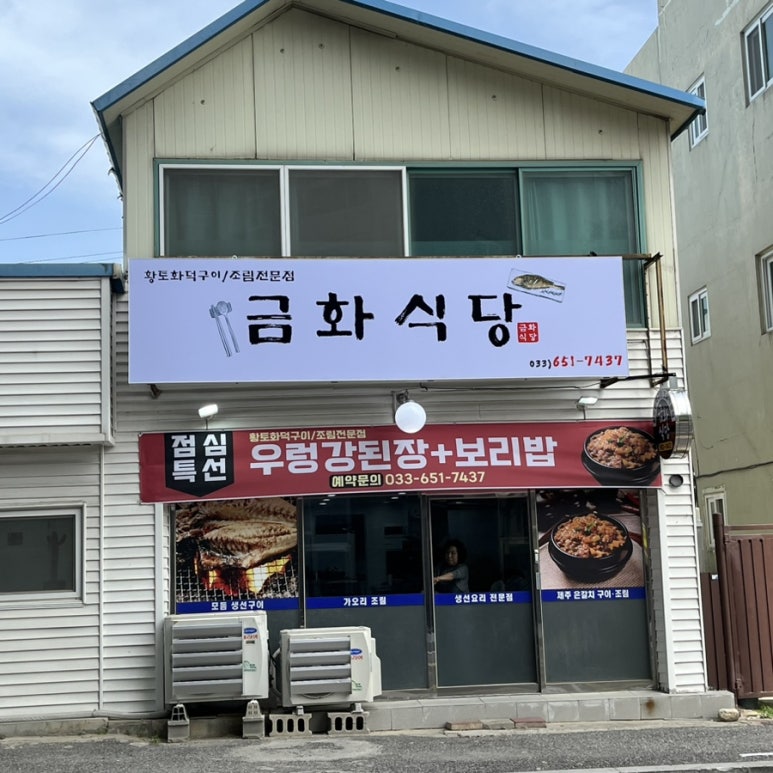 황토화덕구이/조림전문점
금화식당
금화
식당
033)651-7437
점심
특선
황토화덕구이/조림전문점
우렁강된장+보리밥
예약문의 033-651-7437
모듬 생선구이
가오리 조림
생선요리 전문점
제주 은갈치 구이·조림